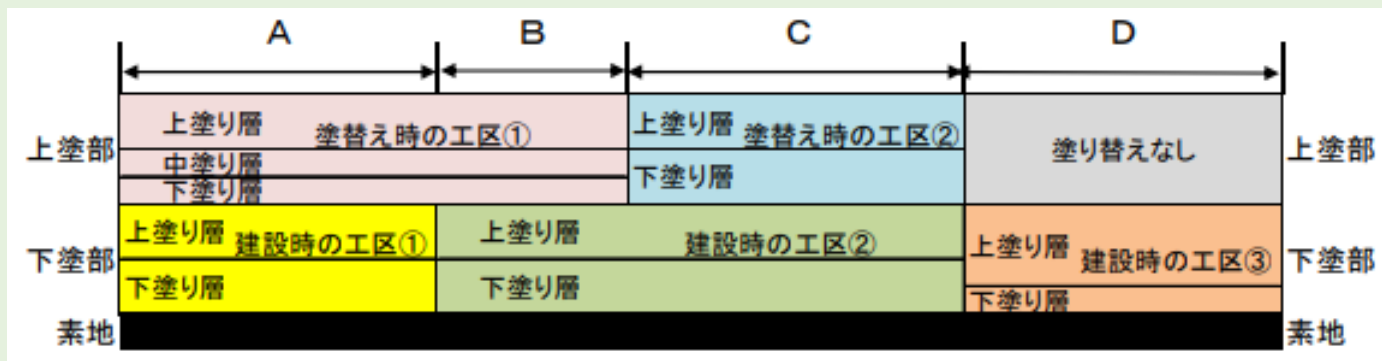 A B C D
上塗部 上塗り層 塗替え時の工区① 上塗り層 塗替え時の工区② 塗り替えなし 上塗部
中塗り層
下塗り層 下塗り層
下塗部 上塗り層 建設時の工区① 上塗り層 建設時の工区② 上塗り層 建設時の工区③ 下塗部
下塗り層 下塗り層 下塗り層
素地 素地